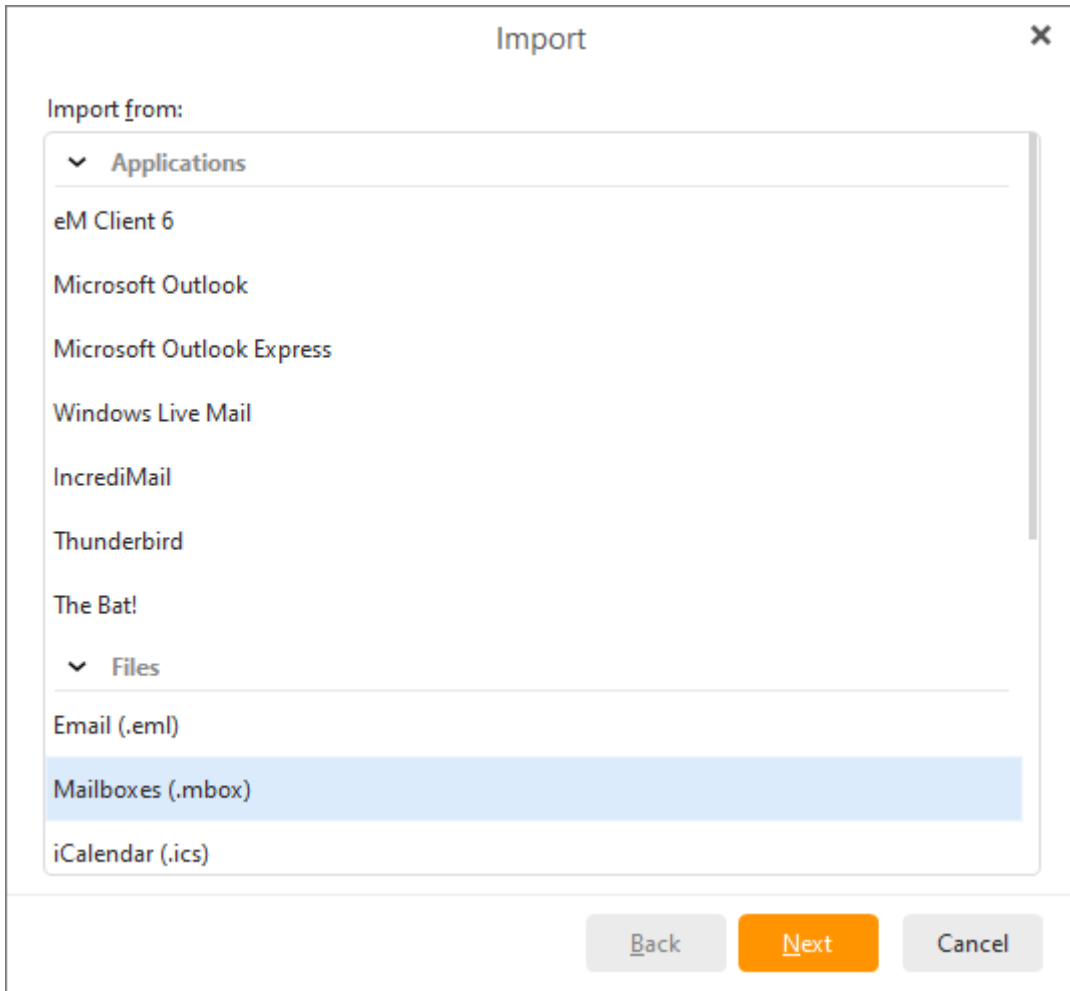 Import
Import from:
Applications
eM Client 6
Microsoft Outlook
Microsoft Outlook Express
Windows Live Mail
IncrediMail
Thunderbird
The Bat!
Files
Email (.eml)
Mailboxes (.mbox)
iCalendar (.ics)
Back Next Cancel